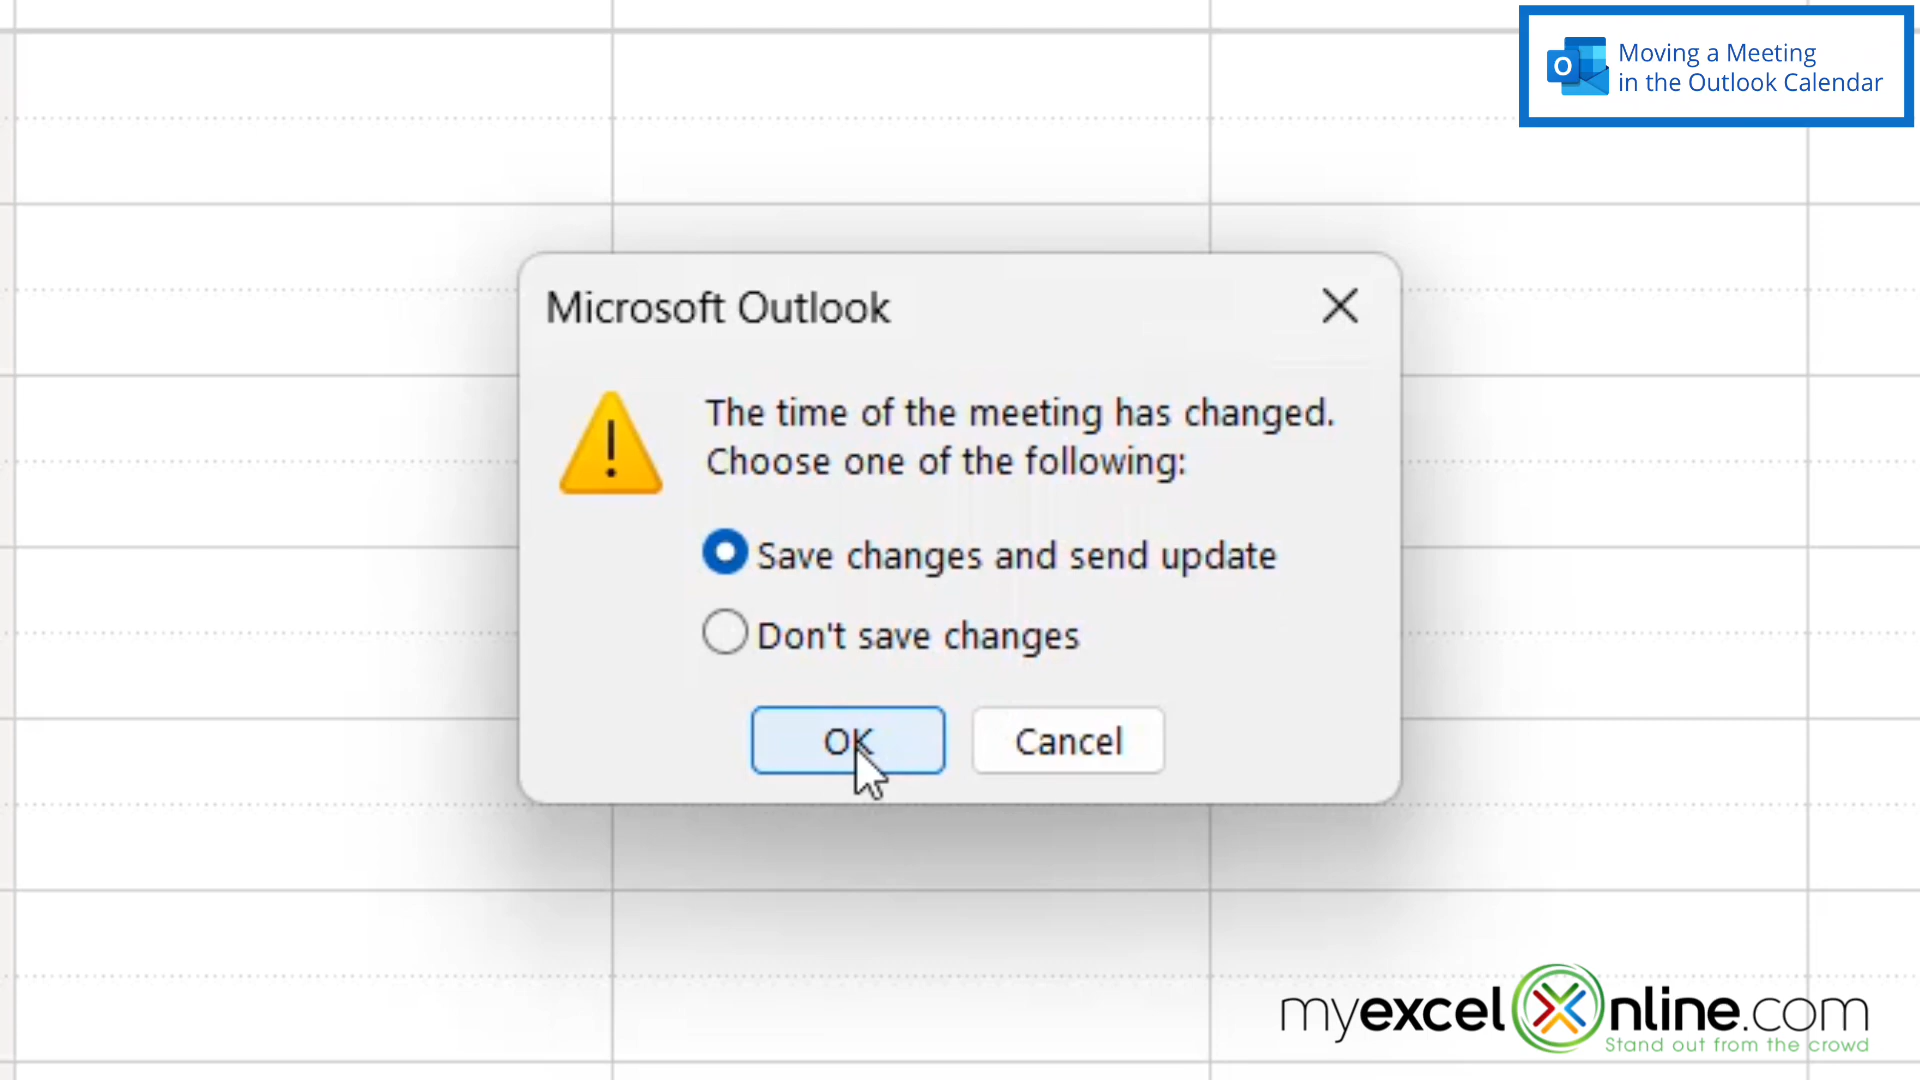 Moving a Meeting
in the Outlook Calendar
Microsoft Outlook
The time of the meeting has changed.
Choose one of the following:
Save changes and send update
Don't save changes
OK
Cancel
myexcelOnline.com
Stand out from the crowd